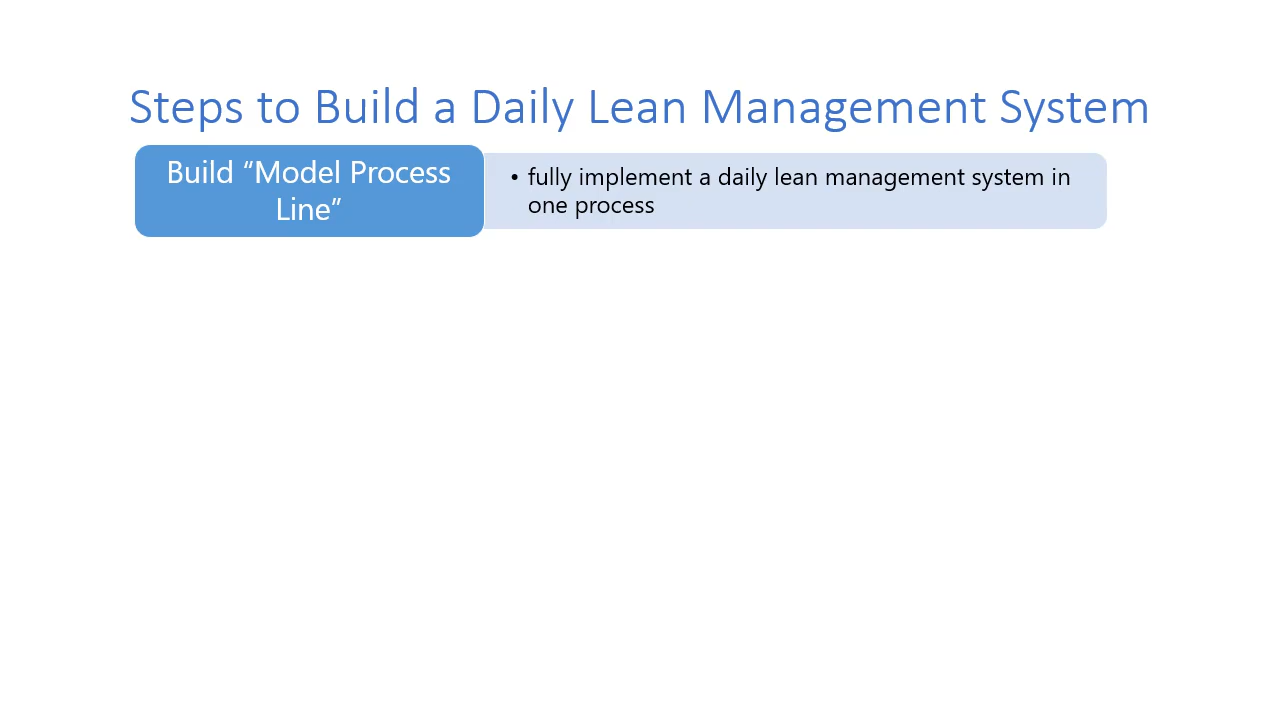 Steps to Build a Daily Lean Management System
Build “Model Process
Line”
• fully implement a daily lean management system in
one process